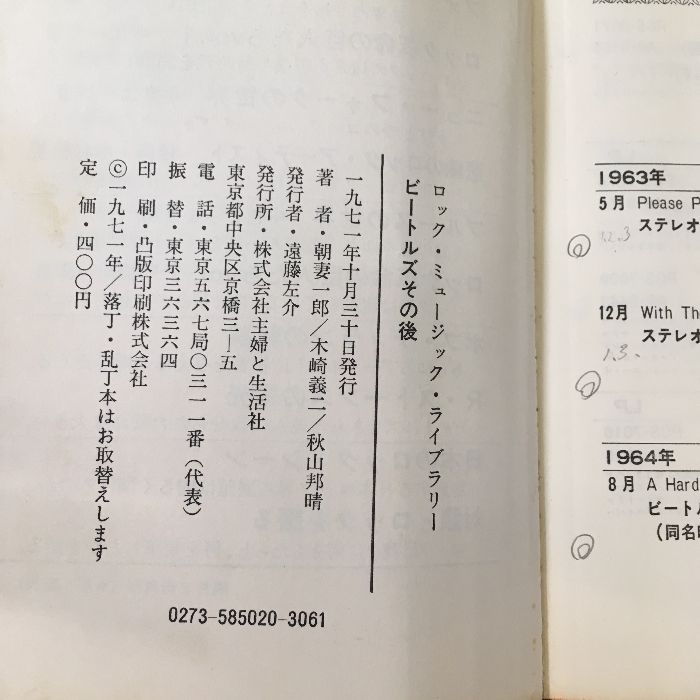 ロック・ミュージック・ライブラリー
ビートルズその後
一九七一年十月三十日発行
著　者・朝妻一郎/木崎義二/秋山邦晴
発行者・遠藤左介
発行所・株式会社主婦と生活社
東京都中央区京橋三―五
電　話・東京五六七局〇三一一番（代表）
振　替・東京三六三六四
印　刷・凸版印刷株式会社
©一九七一年/落丁・乱丁本はお取替えします
定　価・四〇〇円
0273-585020-3061
1963年
5月 Please P
ステレオ
1.2.3
12月 With The
ステレオ
1.3.
1964年
8月 A Hard
ビートル
(同名